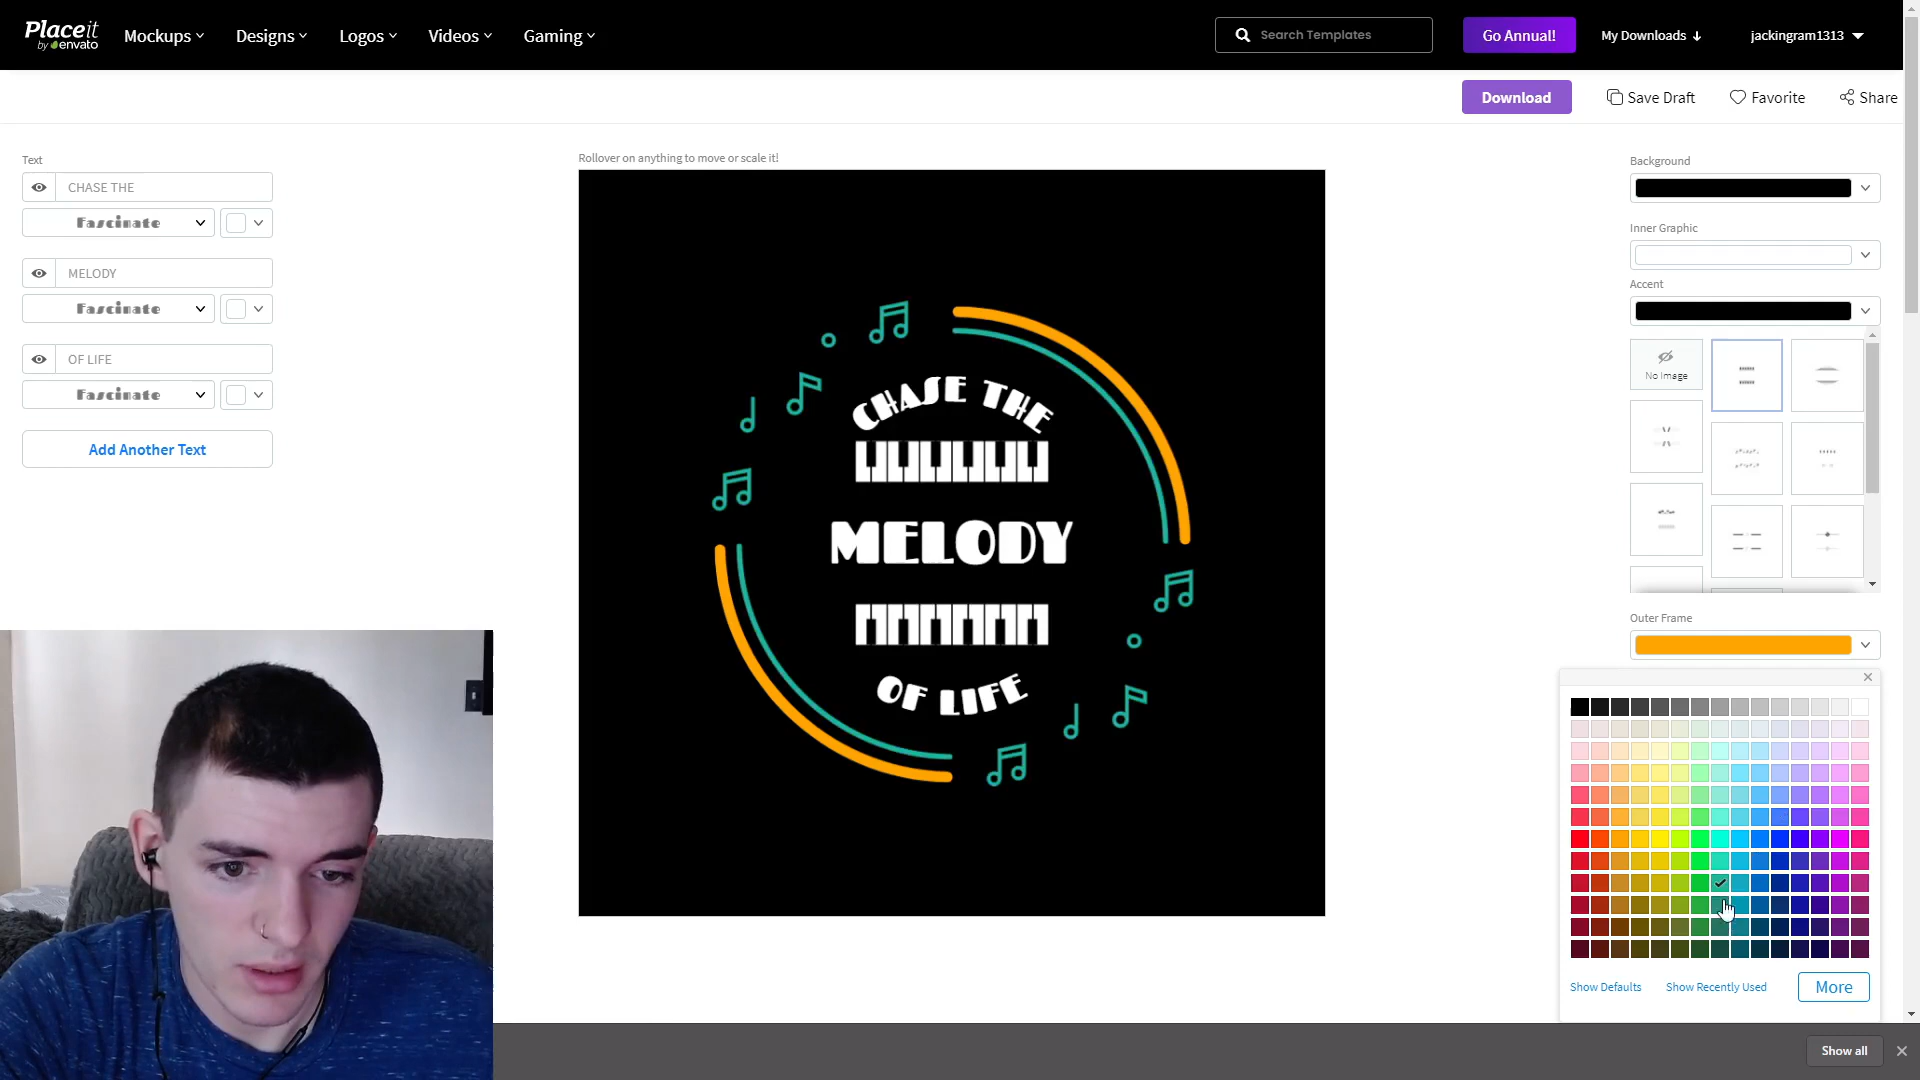 Placeit
by envato
Mockups
Designs
Logos
Videos
Gaming
Search Templates
Go Annual!
My Downloads
jackingram1313
Download
Save Draft
Favorite
Share
Text
CHASE THE
Fascinate
MELODY
Fascinate
OF LIFE
Fascinate
Add Another Text
Rollover on anything to move or scale it!
CHASE THE
MELODY
OF LIFE
Background
Inner Graphic
Accent
No Image
Outer Frame
Show Defaults
Show Recently Used
More
Show all